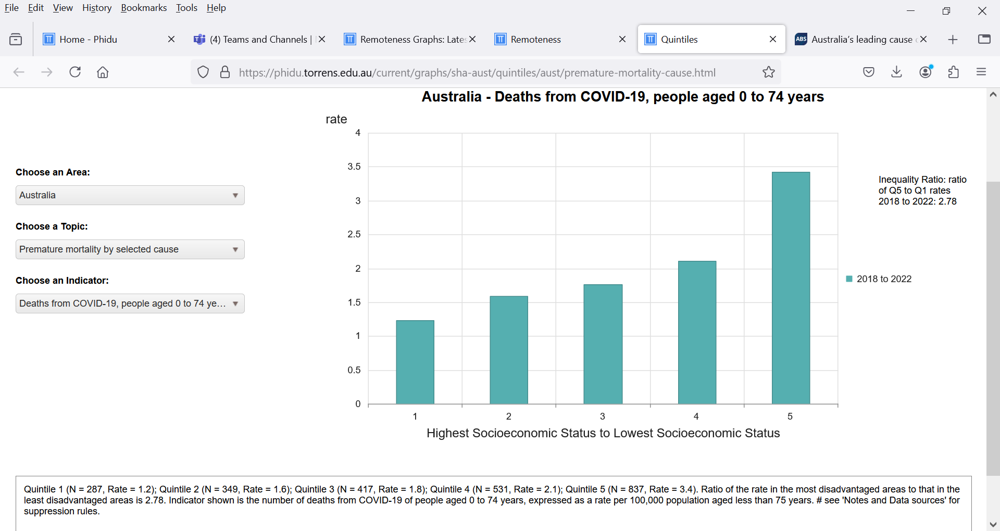 File Edit View History Bookmarks Tools Help
Home - Phidu
(4) Teams and Channels |
Remoteness Graphs: Lates
Remoteness
Quintiles
ABS Australia's leading cause
https://phidu.torrens.edu.au/current/graphs/sha-aust/quintiles/aust/premature-mortality-cause.html
Australia - Deaths from COVID-19, people aged 0 to 74 years
rate
4
3.5
3
2.5
2
1.5
1
0.5
0
1 2 3 4 5
Highest Socioeconomic Status to Lowest Socioeconomic Status
Choose an Area:
Australia
Choose a Topic:
Premature mortality by selected cause
Choose an Indicator:
Deaths from COVID-19, people aged 0 to 74 ye...
Inequality Ratio: ratio
of Q5 to Q1 rates
2018 to 2022: 2.78
2018 to 2022
Quintile 1 (N = 287, Rate = 1.2); Quintile 2 (N = 349, Rate = 1.6); Quintile 3 (N = 417, Rate = 1.8); Quintile 4 (N = 531, Rate = 2.1); Quintile 5 (N = 837, Rate = 3.4). Ratio of the rate in the most disadvantaged areas to that in the
least disadvantaged areas is 2.78. Indicator shown is the number of deaths from COVID-19 of people aged 0 to 74 years, expressed as a rate per 100,000 population aged less than 75 years. # see 'Notes and Data sources' for
suppression rules.